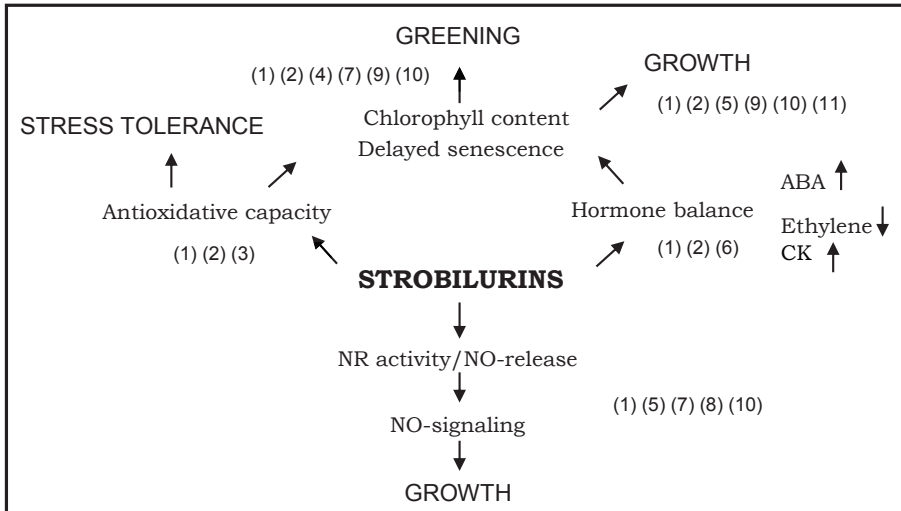 GREENING
(1) (2) (4) (7) (9) (10)
GROWTH
(1) (2) (5) (9) (10) (11)
STRESS TOLERANCE
Chlorophyll content
Delayed senescence
Antioxidative capacity
(1) (2) (3)
Hormone balance
(1) (2) (6)
ABA
Ethylene
CK
STROBILURINS
NR activity/NO-release
(1) (5) (7) (8) (10)
NO-signaling
GROWTH